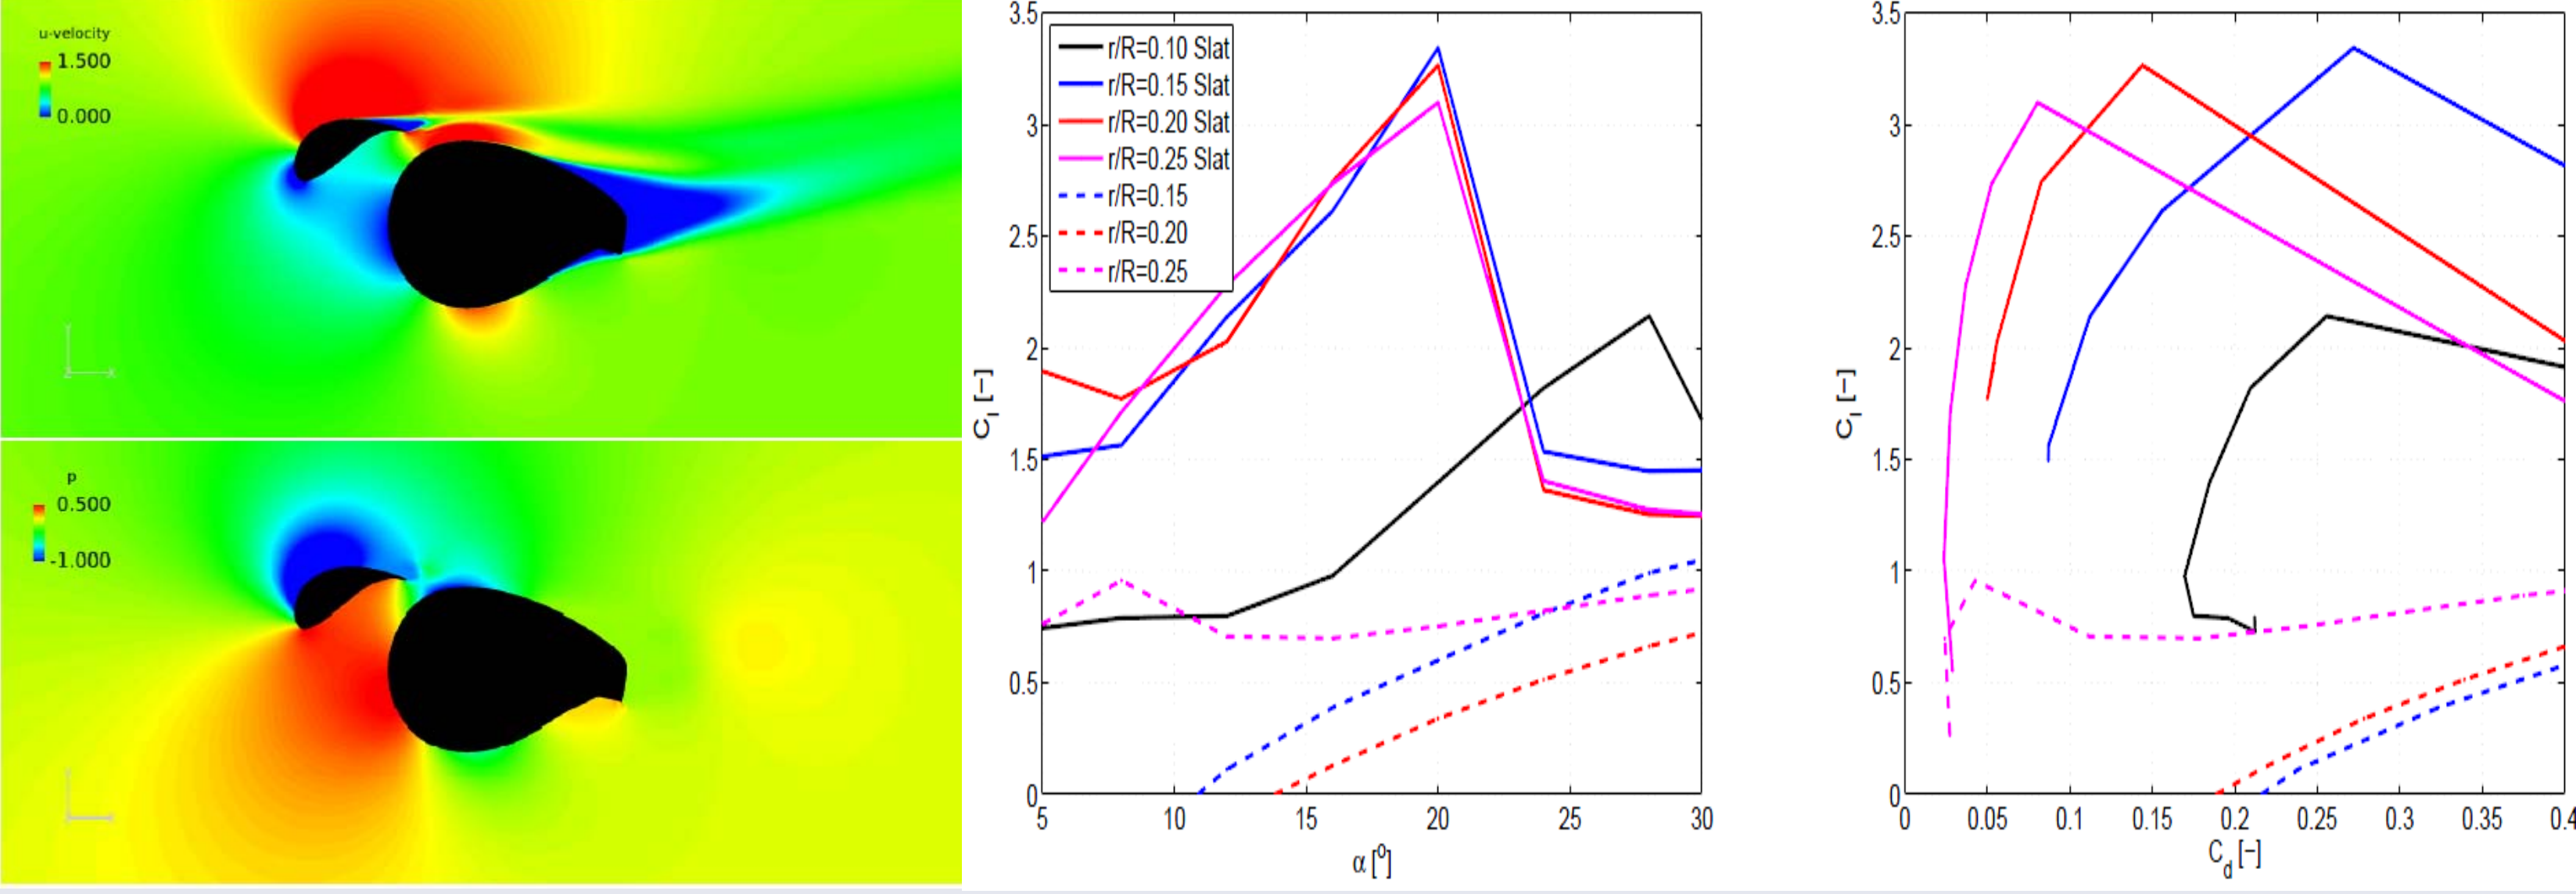 u-velocity
1.500
0.000
p
0.500
-1.000
3.5
3
2.5
2
1.5
1
0.5
0
5
10
15
20
25
30
C_l [–]
α [º]
r/R=0.10 Slat
r/R=0.15 Slat
r/R=0.20 Slat
r/R=0.25 Slat
r/R=0.15
r/R=0.20
r/R=0.25
3.5
3
2.5
2
1.5
1
0.5
0
0
0.05
0.1
0.15
0.2
0.25
0.3
0.35
0.4
C_l [–]
C_d [–]